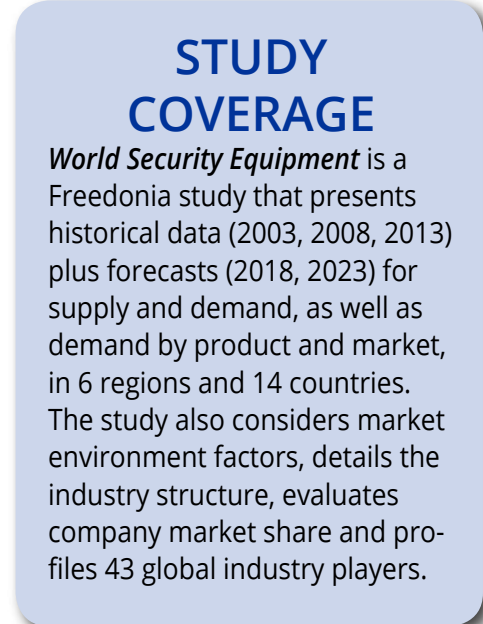 STUDY
COVERAGE
World Security Equipment is a
Freedonia study that presents
historical data (2003, 2008, 2013)
plus forecasts (2018, 2023) for
supply and demand, as well as
demand by product and market,
in 6 regions and 14 countries.
The study also considers market
environment factors, details the
industry structure, evaluates
company market share and pro-
files 43 global industry players.